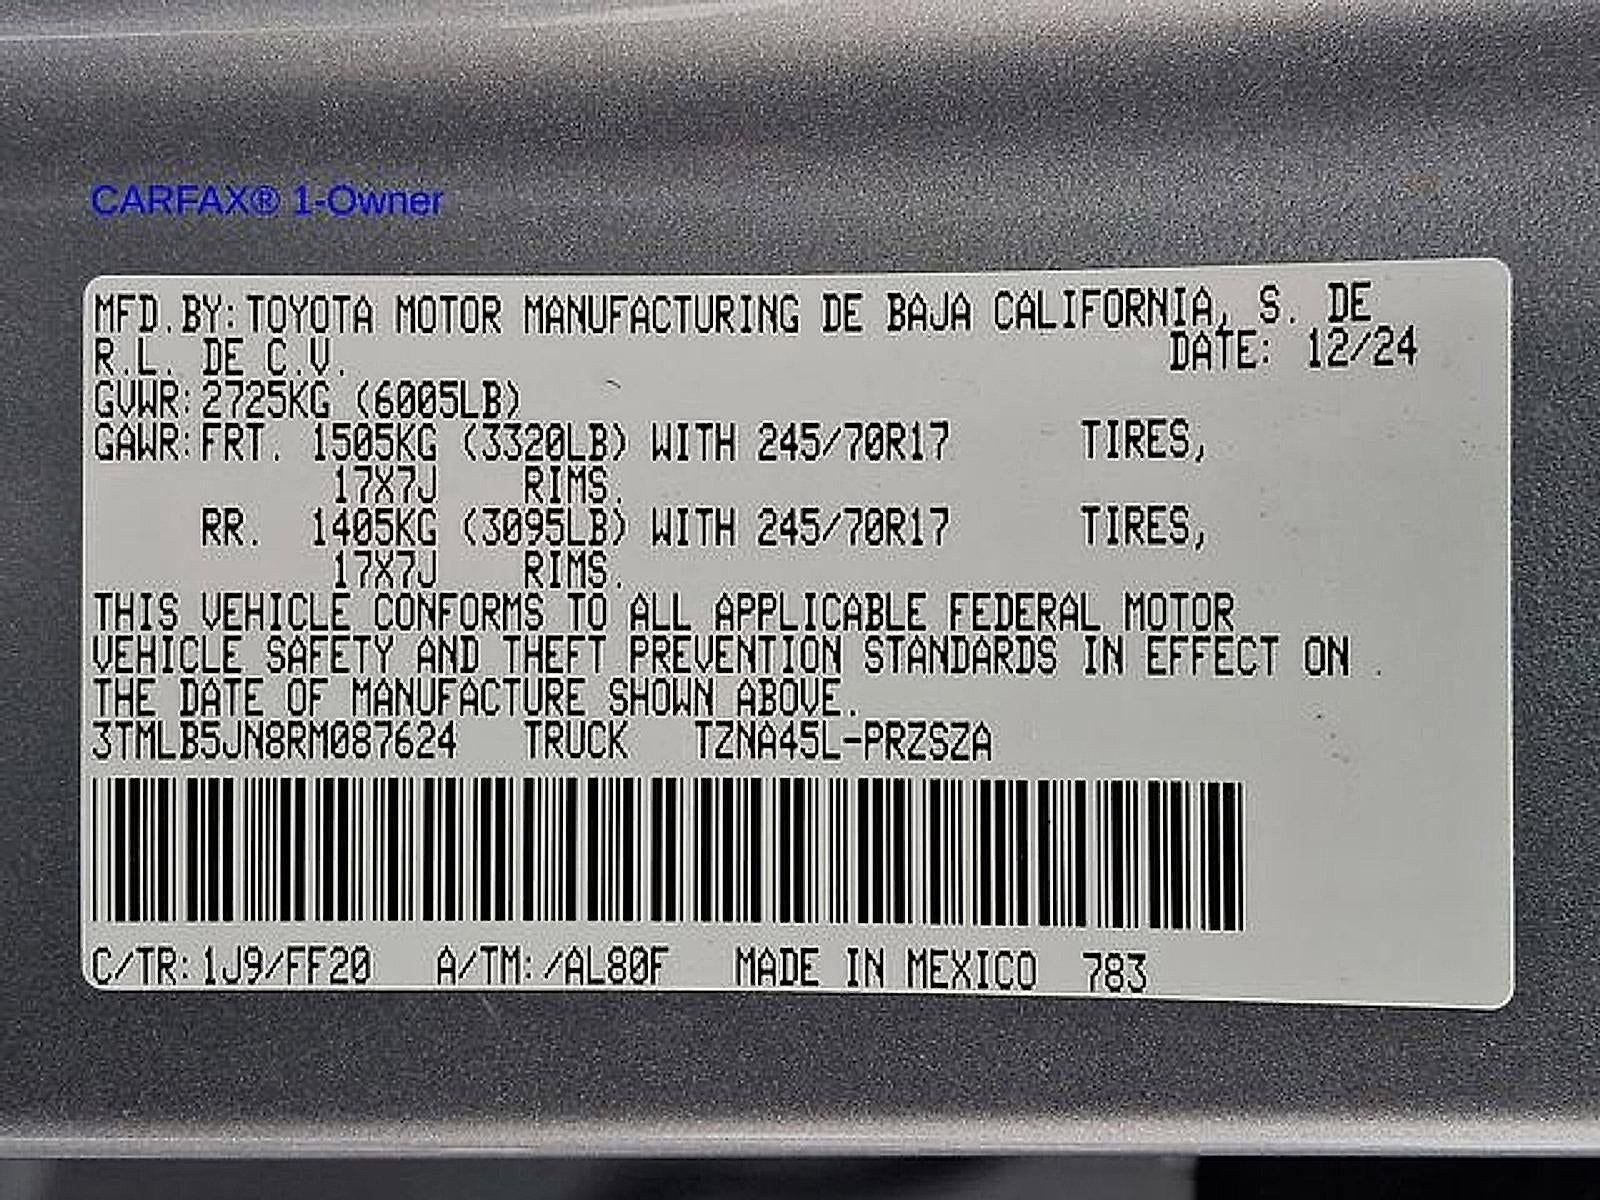 CARFAX® 1-Owner
MFD.BY:TOYOTA MOTOR MANUFACTURING DE BAJA CALIFORNIA, S. DE
R.L. DE C.V. DATE: 12/24
GVWR:2725KG (6005LB)
GAWR:FRT. 1505KG (3320LB) WITH 245/70R17 TIRES,
17X7J RIMS.
RR. 1405KG (3095LB) WITH 245/70R17 TIRES,
17X7J RIMS.
THIS VEHICLE CONFORMS TO ALL APPLICABLE FEDERAL MOTOR
VEHICLE SAFETY AND THEFT PREVENTION STANDARDS IN EFFECT ON
THE DATE OF MANUFACTURE SHOWN ABOVE.
3TMLB5JN8RM087624 TRUCK TZNA45L-PRZSZA
C/TR:1J9/FF20 A/TM:/AL80F MADE IN MEXICO 783